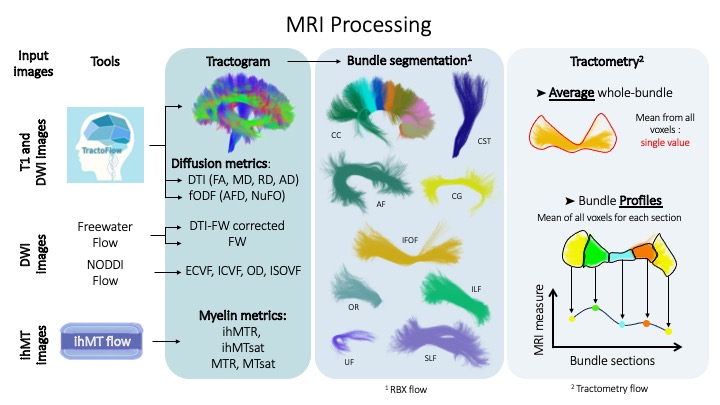 MRI Processing
Input
images
Tools
Tractogram
Bundle segmentation¹
Tractometry²
T1 and
DWI images
TractoFlow
Diffusion metrics:
DTI (FA, MD, RD, AD)
fODF (AFD, NuFO)
DWI
images
Freewater
Flow
DTI-FW corrected
FW
NODDI
Flow
ECVF, ICVF, OD, ISOVF
ihMT
images
ihMT flow
Myelin metrics:
ihMTR,
ihMTsat
MTR, MTsat
CC
CST
AF
CG
IFOF
OR
ILF
UF
SLF
¹ RBX flow
➤ Average whole-bundle
Mean from all
voxels :
single value
➤ Bundle Profiles
Mean of all voxels for each section
MRI measure
Bundle sections
² Tractometry flow